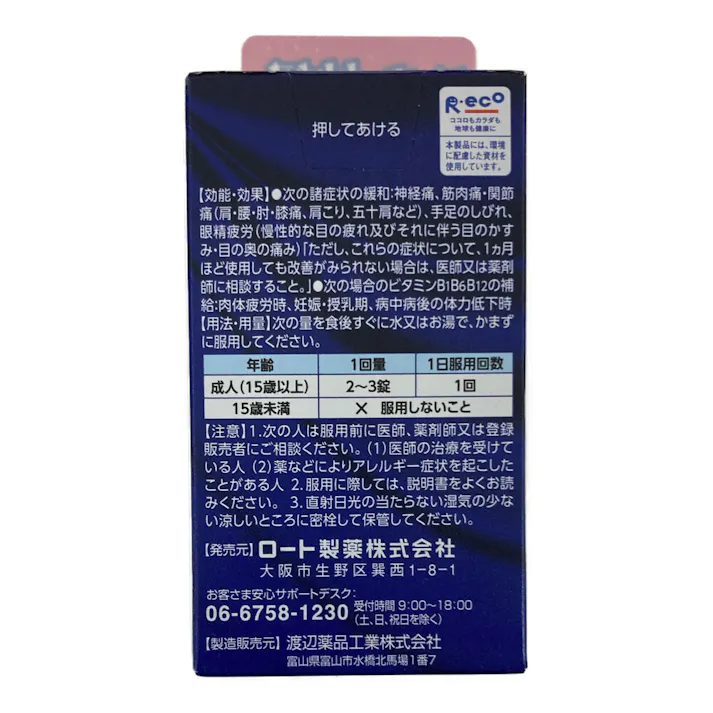 R・eco
ココロもカラダも
地球も健康に
本製品には、環境
に配慮した資材を
使用しています。
押してあける
【効能・効果】●次の諸症状の緩和:神経痛、筋肉痛・関節
痛(肩・腰・肘・膝痛、肩こり、五十肩など)、手足のしびれ、
眼精疲労(慢性的な目の疲れ及びそれに伴う目のかす
み・目の奥の痛み)「ただし、これらの症状について、1ヵ月
ほど使用しても改善がみられない場合は、医師又は薬剤
師に相談すること。」●次の場合のビタミンB1B6B12の補
給:肉体疲労時、妊娠・授乳期、病中病後の体力低下時
【用法・用量】次の量を食後すぐに水又はお湯で、かまず
に服用してください。
年齢 1回量 1日服用回数
成人(15歳以上) 2〜3錠 1回
15歳未満 × 服用しないこと
【注意】1.次の人は服用前に医師、薬剤師又は登録
販売者にご相談ください。(1)医師の治療を受けて
いる人 (2)薬などによりアレルギー症状を起こした
ことがある人 2.服用に際しては、説明書をよくお読
みください。 3.直射日光の当たらない湿気の少な
い涼しいところに密栓して保管してください。
【発売元】ロート製薬株式会社
大阪市生野区巽西1-8-1
お客さま安心サポートデスク:
06-6758-1230 受付時間 9:00〜18:00
(土、日、祝日を除く)
【製造販売元】渡辺薬品工業株式会社
富山県富山市水橋北馬場1番7